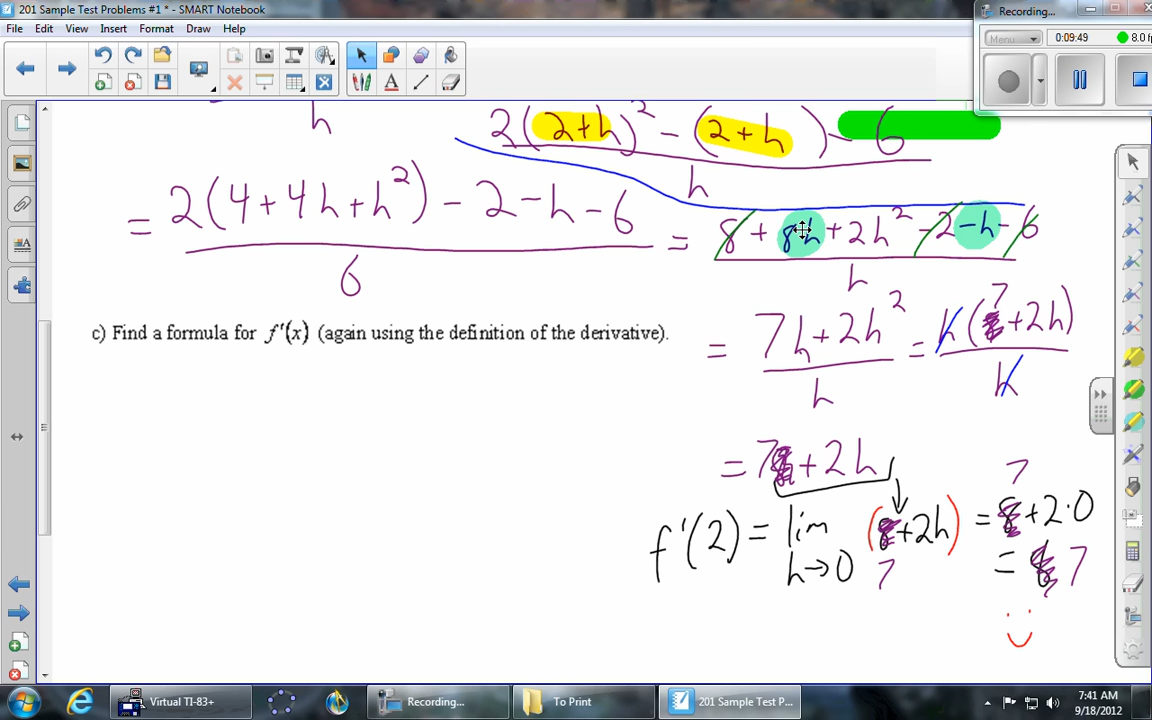 201 Sample Test Problems #1 * - SMART Notebook
Recording...
File Edit View Insert Format Draw Help
Menu
0:09:49
8.0 f
h
2(2+h)² - (2+h) - 6
h
= 2(4+4h+h²) - 2 - h - 6
6
= 8 + 8h + 2h² - 2 - h - 6
h
c) Find a formula for f'(x) (again using the definition of the derivative).
= 7h + 2h²
h
= h(7+2h)
h
= 7 + 2h
f'(2) = lim (7+2h) = 7 + 2·0
h→0
= 7
Virtual TI-83+
Recording...
To Print
201 Sample Test P...
7:41 AM
9/18/2012